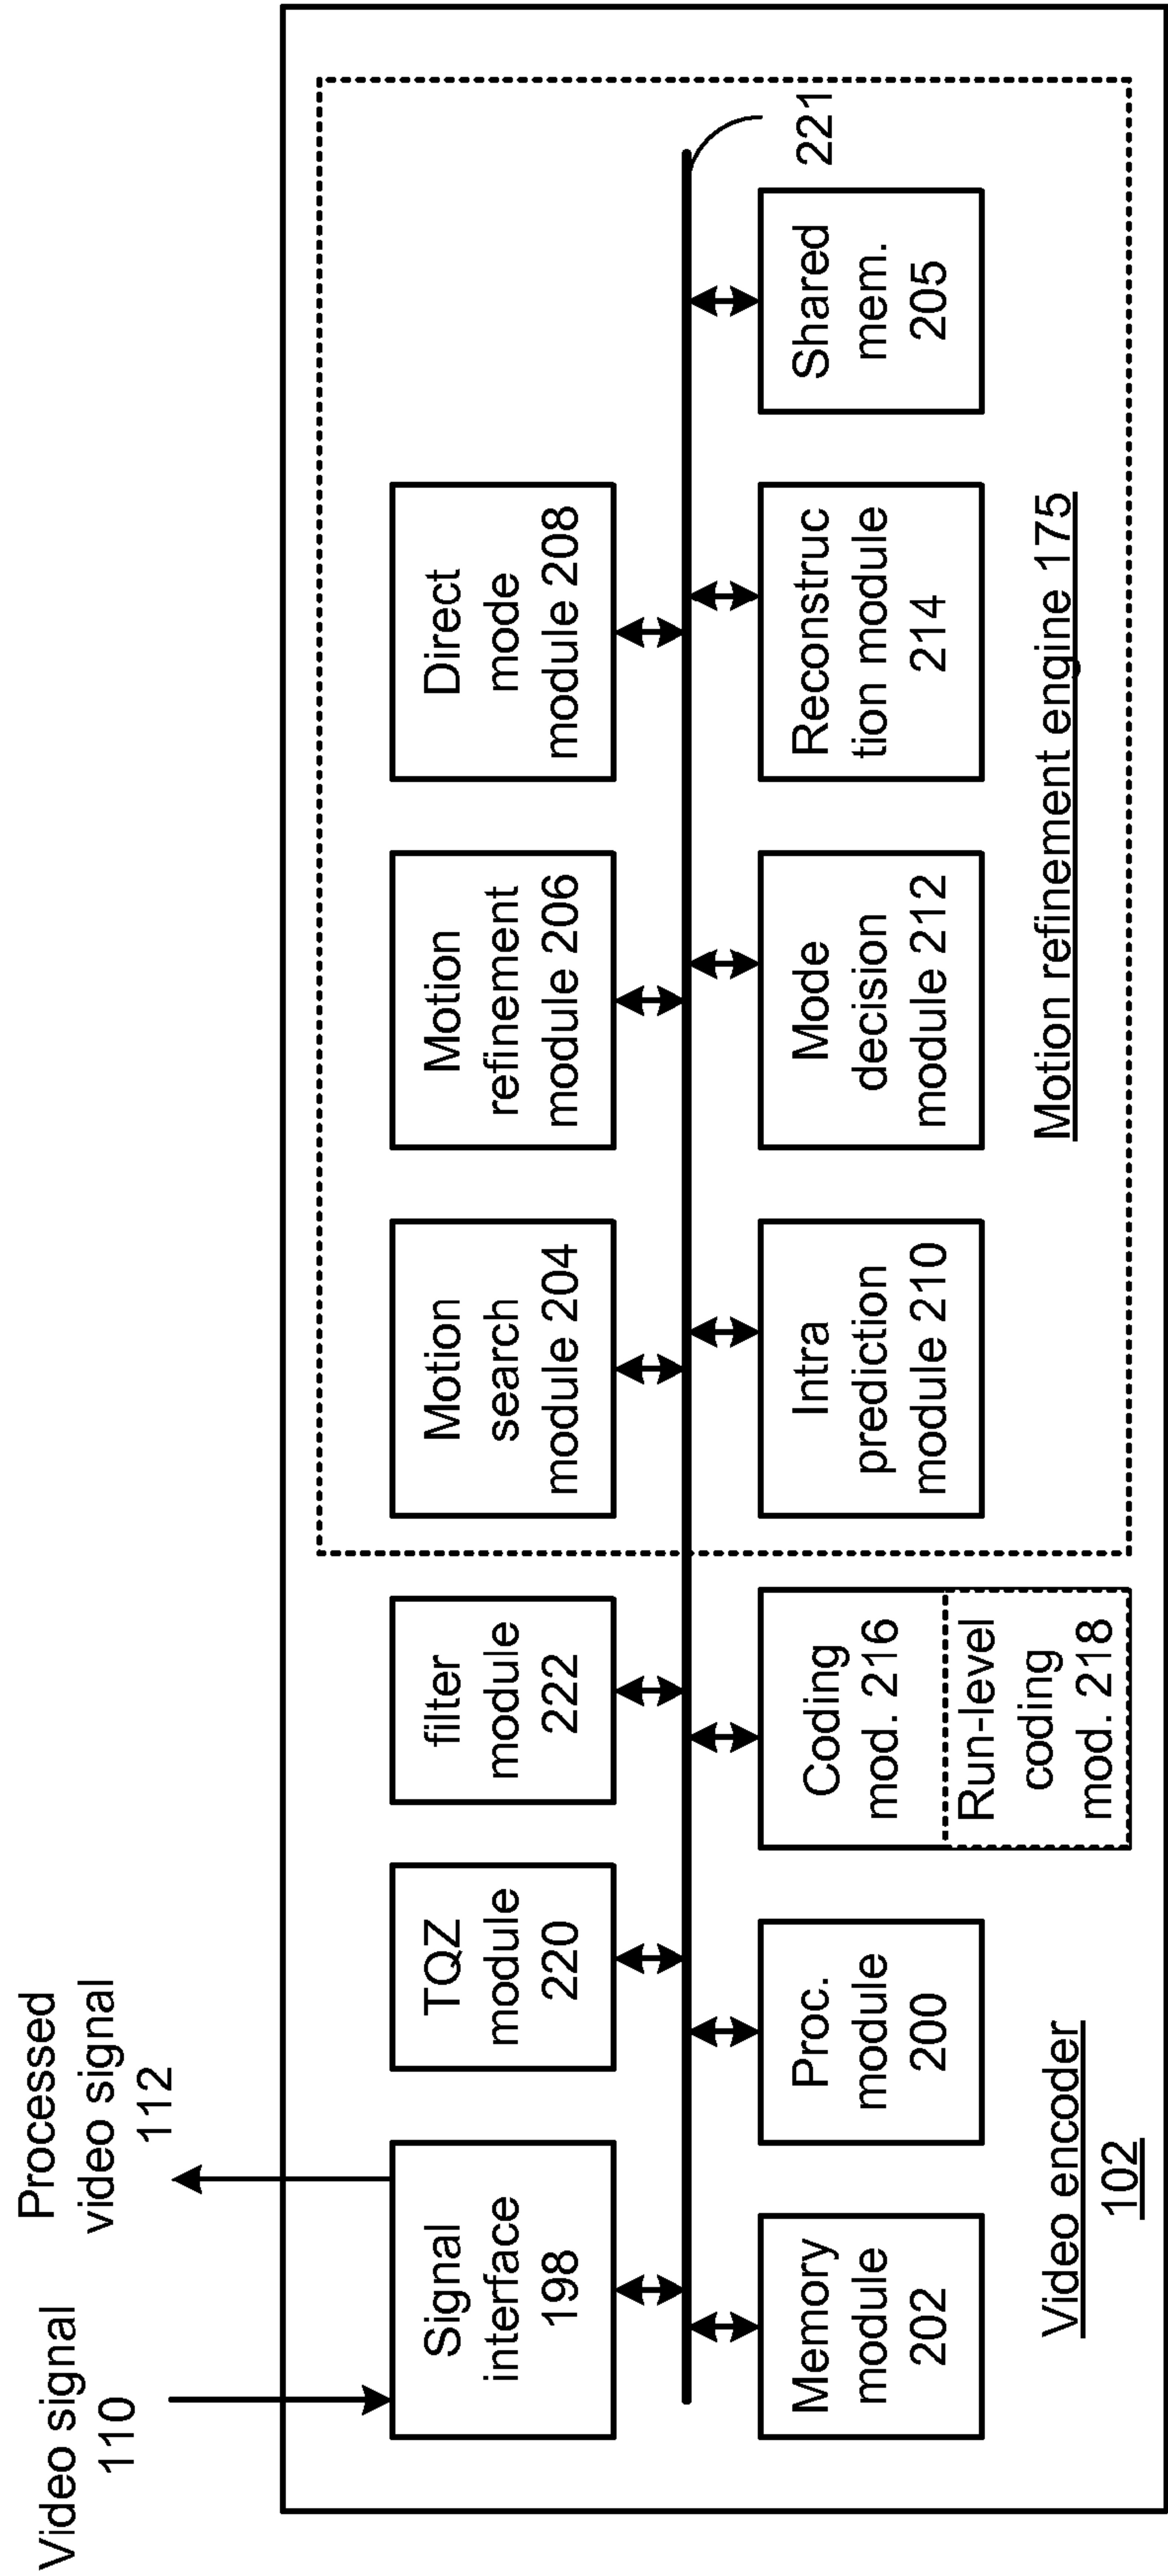 Video signal
110
Processed
video signal
112
Signal
interface
198
TQZ
module
220
filter
module
222
Motion
search
module 204
Motion
refinement
module 206
Direct
mode
module 208
221
Memory
module
202
Proc.
module
200
Coding
mod. 216
Run-level
coding
mod. 218
Intra
prediction
module 210
Mode
decision
module 212
Reconstruc
tion module
214
Shared
mem.
205
Video encoder
102
Motion refinement engine 175